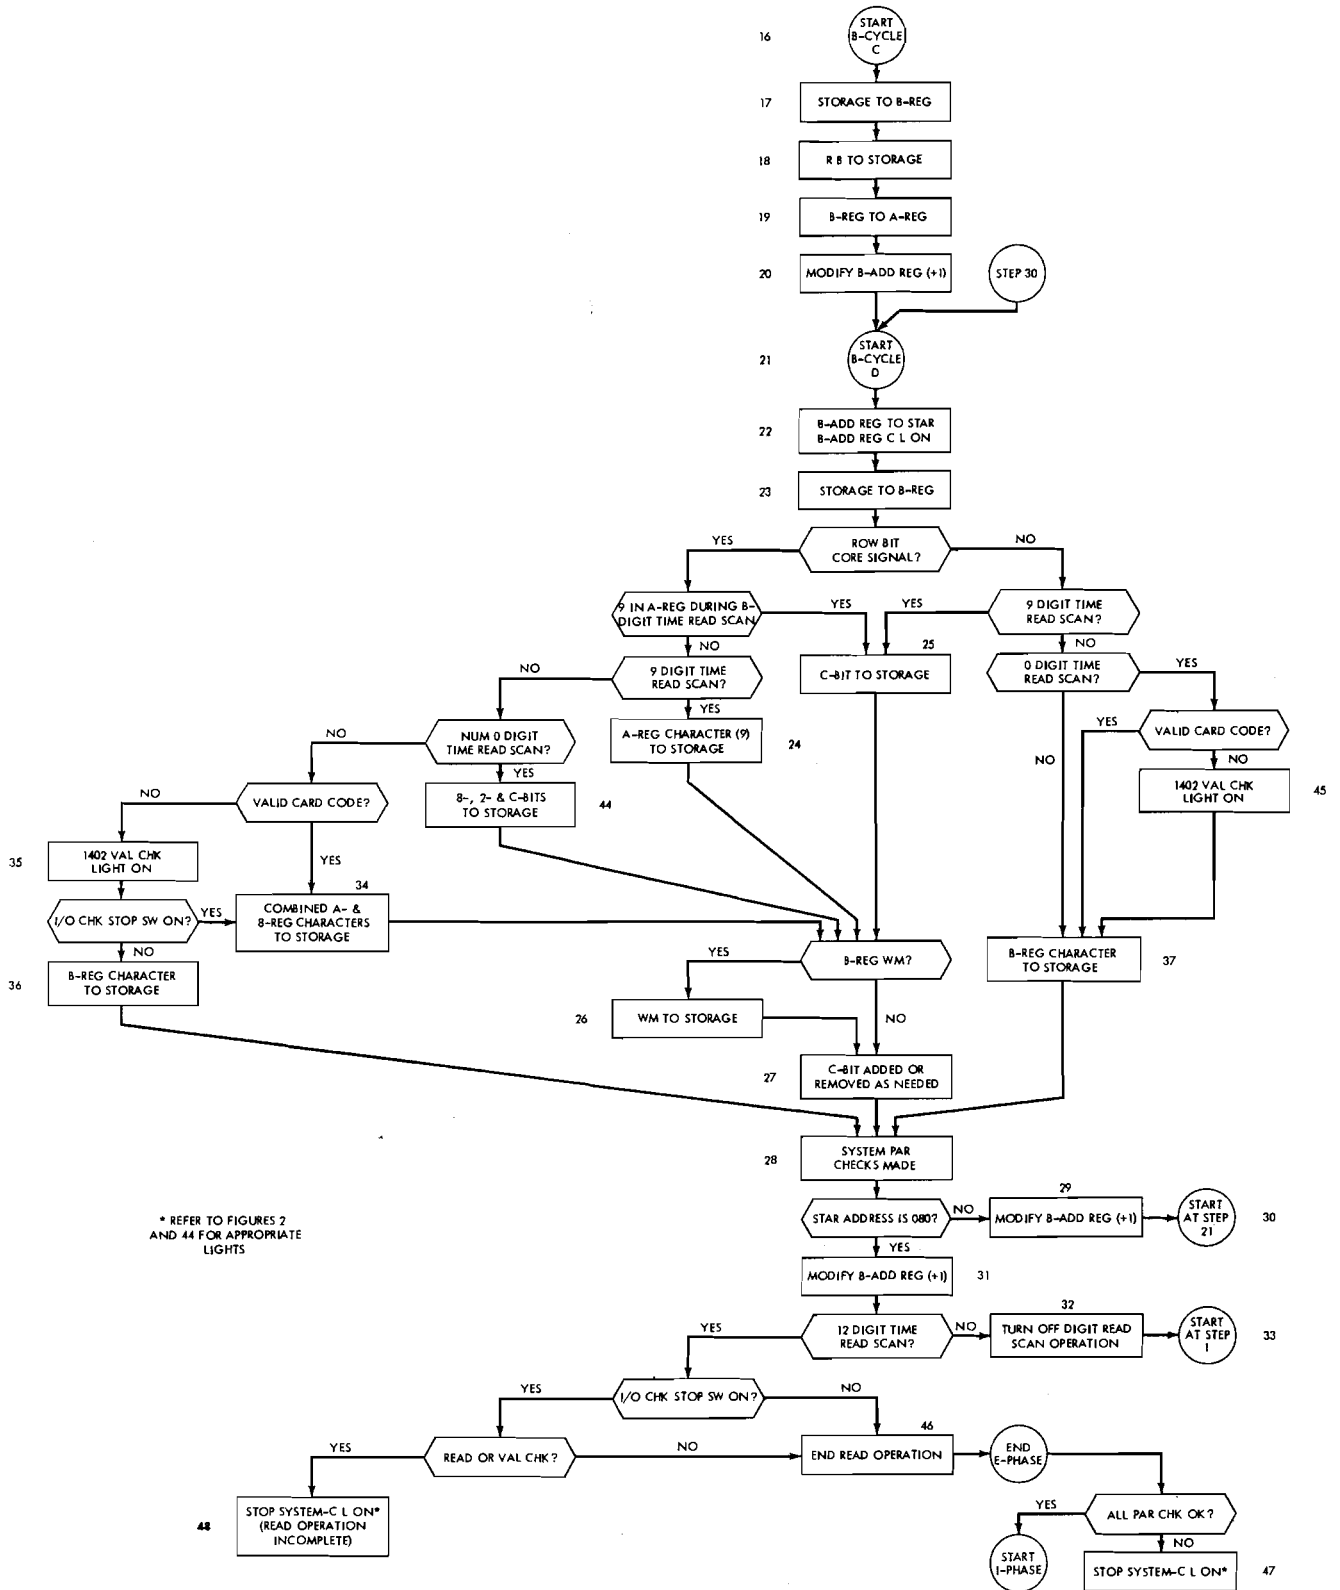 START
B-CYCLE
C
16
STORAGE TO B-REG
17
R B TO STORAGE
18
B-REG TO A-REG
19
MODIFY B-ADD REG (+1)
20
STEP 30
START
B-CYCLE
D
21
B-ADD REG TO STAR
B-ADD REG C L ON
22
STORAGE TO B-REG
23
YES
ROW BIT
CORE SIGNAL?
NO
9 IN A-REG DURING B-
DIGIT TIME READ SCAN
YES
YES
9 DIGIT TIME
READ SCAN?
NO
25
NO
NO
9 DIGIT TIME
READ SCAN?
C-BIT TO STORAGE
0 DIGIT TIME
READ SCAN?
YES
YES
NO
NUM 0 DIGIT
TIME READ SCAN?
A-REG CHARACTER (9)
TO STORAGE
24
YES
VALID CARD CODE?
NO
NO
YES
NO
VALID CARD CODE?
8-, 2- & C-BITS
TO STORAGE
44
1402 VAL CHK
LIGHT ON
45
35
1402 VAL CHK
LIGHT ON
YES
34
I/O CHK STOP SW ON?
YES
COMBINED A- &
B-REG CHARACTERS
TO STORAGE
NO
B-REG WM?
B-REG CHARACTER
TO STORAGE
37
36
B-REG CHARACTER
TO STORAGE
YES
26
WM TO STORAGE
NO
27
C-BIT ADDED OR
REMOVED AS NEEDED
28
SYSTEM PAR
CHECKS MADE
* REFER TO FIGURES 2
AND 44 FOR APPROPRIATE
LIGHTS
STAR ADDRESS IS 080?
NO
29
MODIFY B-ADD REG (+1)
START
AT STEP
21
30
YES
MODIFY B-ADD REG (+1)
31
YES
12 DIGIT TIME
READ SCAN?
NO
32
TURN OFF DIGIT READ
SCAN OPERATION
START
AT STEP
1
33
YES
I/O CHK STOP SW ON?
NO
46
YES
READ OR VAL CHK?
NO
END READ OPERATION
END
E-PHASE
48
STOP SYSTEM-C L ON*
(READ OPERATION
INCOMPLETE)
YES
ALL PAR CHK OK?
NO
START
I-PHASE
STOP SYSTEM-C L ON*
47